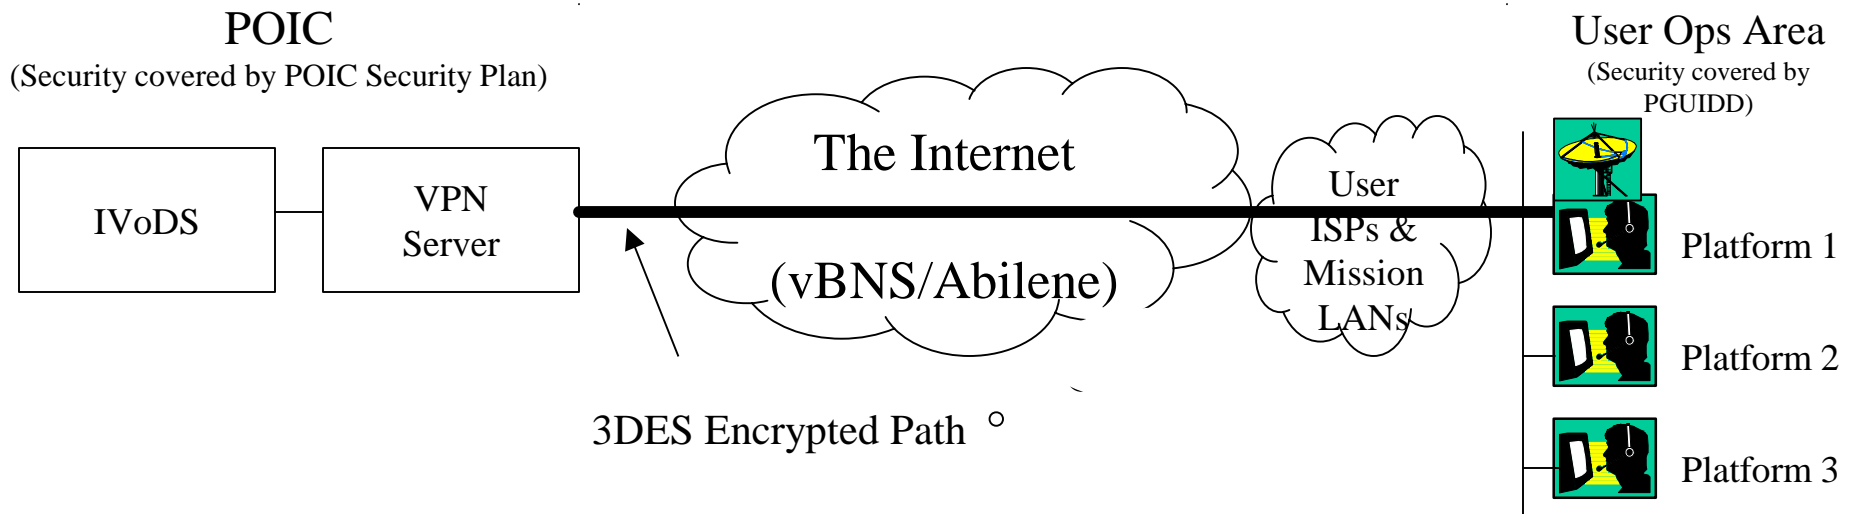 POIC
(Security covered by POIC Security Plan)
User Ops Area
(Security covered by
PGUIDD)
IVoDS
VPN
Server
The Internet
(vBNS/Abilene)
User
ISPs &
Mission
LANs
Platform 1
Platform 2
Platform 3
3DES Encrypted Path